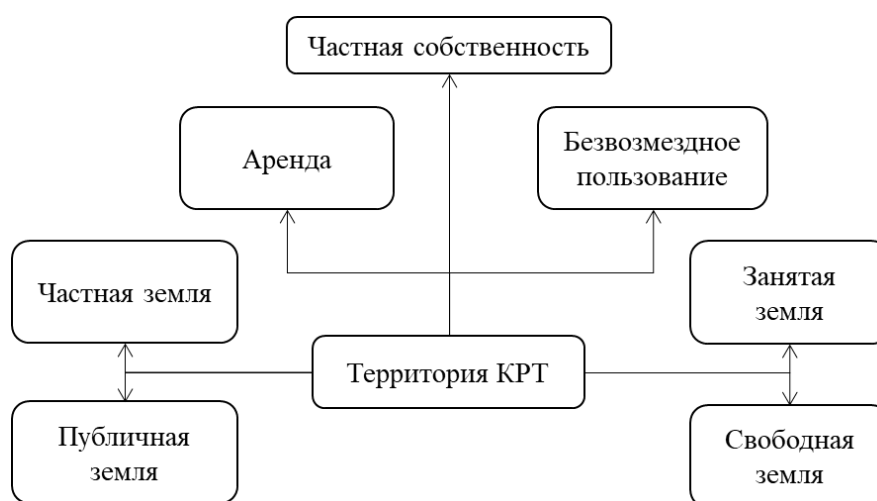 Частная собственность
Аренда
Безвозмездное
пользование
Частная земля
Занятая
земля
Территория КРТ
Публичная
земля
Свободная
земля